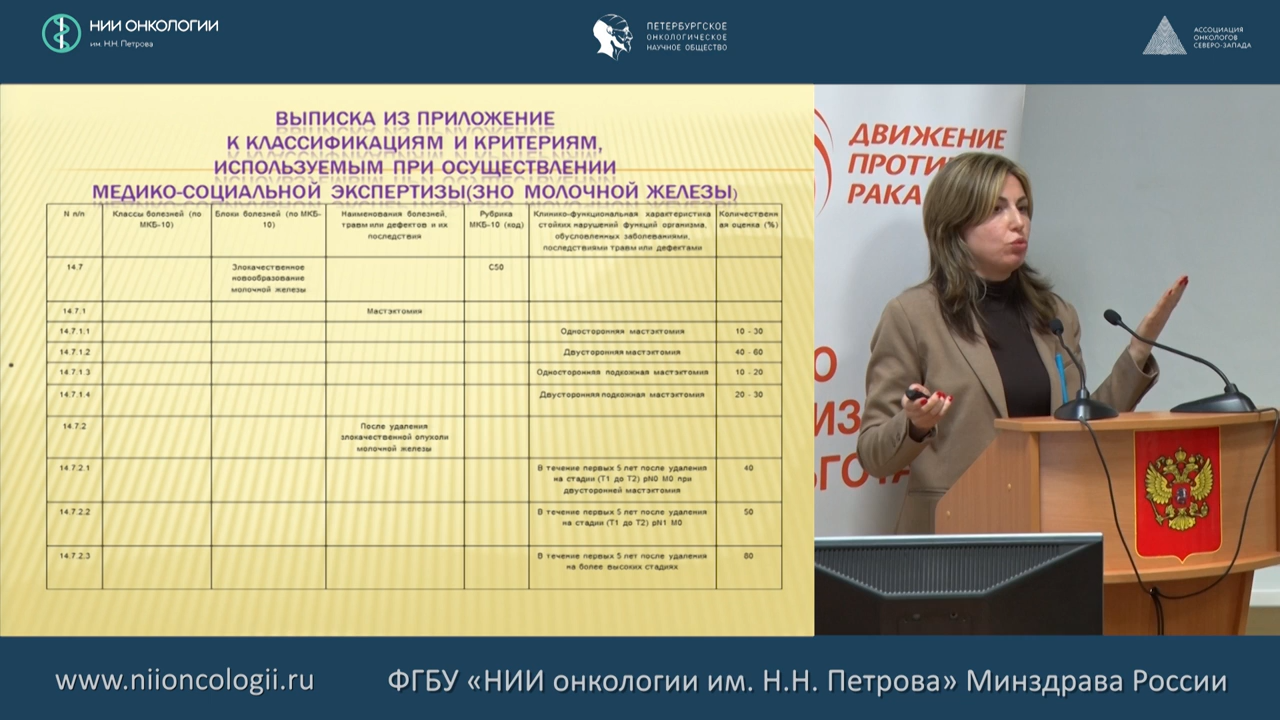 НИИ ОНКОЛОГИИ
им. Н.Н. Петрова
ПЕТЕРБУРГСКОЕ
ОНКОЛОГИЧЕСКОЕ
НАУЧНОЕ ОБЩЕСТВО
АССОЦИАЦИЯ
ОНКОЛОГОВ
СЕВЕРО-ЗАПАДА
ВЫПИСКА ИЗ ПРИЛОЖЕНИЕ
К КЛАССИФИКАЦИЯМ И КРИТЕРИЯМ,
ИСПОЛЬЗУЕМЫМ ПРИ ОСУЩЕСТВЛЕНИИ
МЕДИКО-СОЦИАЛЬНОЙ ЭКСПЕРТИЗЫ(ЗНО МОЛОЧНОЙ ЖЕЛЕЗЫ)
N п/п
Классы болезней (по
МКБ-10)
Блоки болезней (по МКБ-
10)
Наименования болезней,
травм или дефектов и их
последствия
Рубрика
МКБ-10 (код)
Клинико-функциональная характеристика
стойких нарушений функций организма,
обусловленных заболеваниями,
последствиями травм или дефектами
Количественн
ая оценка (%)
14.7
Злокачественное
новообразование
молочной железы
C50
14.7.1
Мастэктомия
14.7.1.1
Односторонняя мастэктомия
10 - 30
14.7.1.2
Двусторонняя мастэктомия
40 - 60
14.7.1.3
Односторонняя подкожная мастэктомия
10 - 20
14.7.1.4
Двусторонняя подкожная мастэктомия
20 - 30
14.7.2
После удаления
злокачественной опухоли
молочной железы
14.7.2.1
В течение первых 5 лет после удаления
на стадии (T1 до T2) pN0 M0 при
двусторонней мастэктомии
40
14.7.2.2
В течение первых 5 лет после удаления
на стадии (T1 до T2) pN1 M0
50
14.7.2.3
В течение первых 5 лет после удаления
на более высоких стадиях
80
ДВИЖЕНИЕ
ПРОТИВ
РАКА
www.niioncologii.ru
ФГБУ «НИИ онкологии им. Н.Н. Петрова» Минздрава России